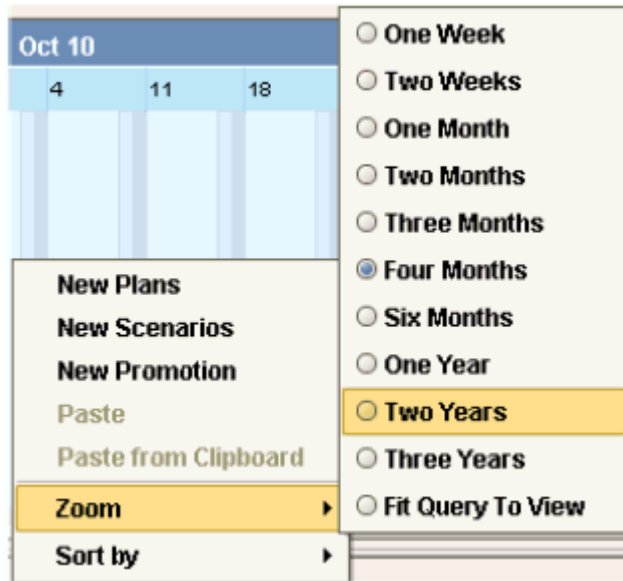 Oct 10
4 11 18
New Plans
New Scenarios
New Promotion
Paste
Paste from Clipboard
Zoom
Sort by
One Week
Two Weeks
One Month
Two Months
Three Months
Four Months
Six Months
One Year
Two Years
Three Years
Fit Query To View